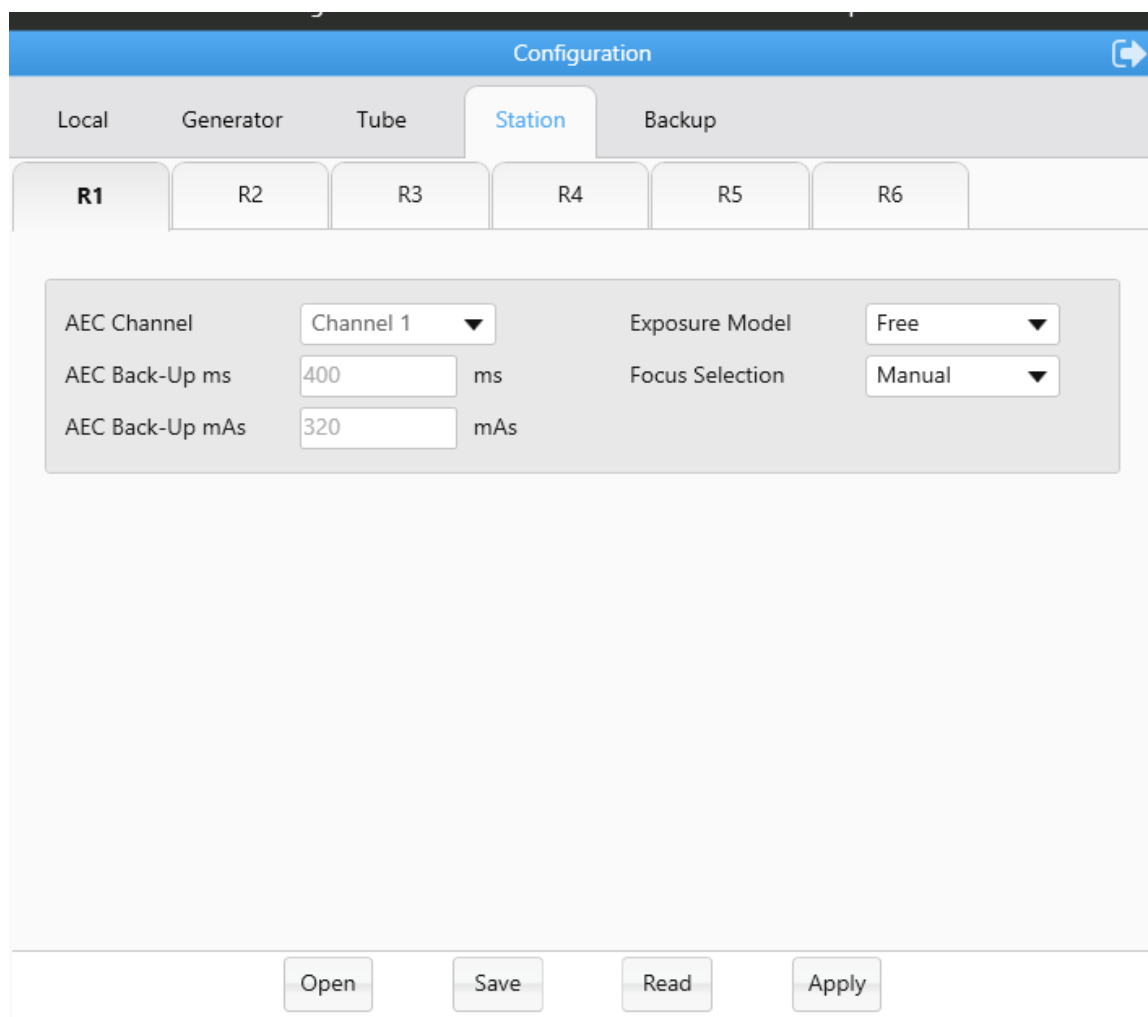 Configuration
Local Generator Tube Station Backup
R1 R2 R3 R4 R5 R6
AEC Channel Channel 1 Exposure Model Free
AEC Back-Up ms 400 ms Focus Selection Manual
AEC Back-Up mAs 320 mAs
Open Save Read Apply